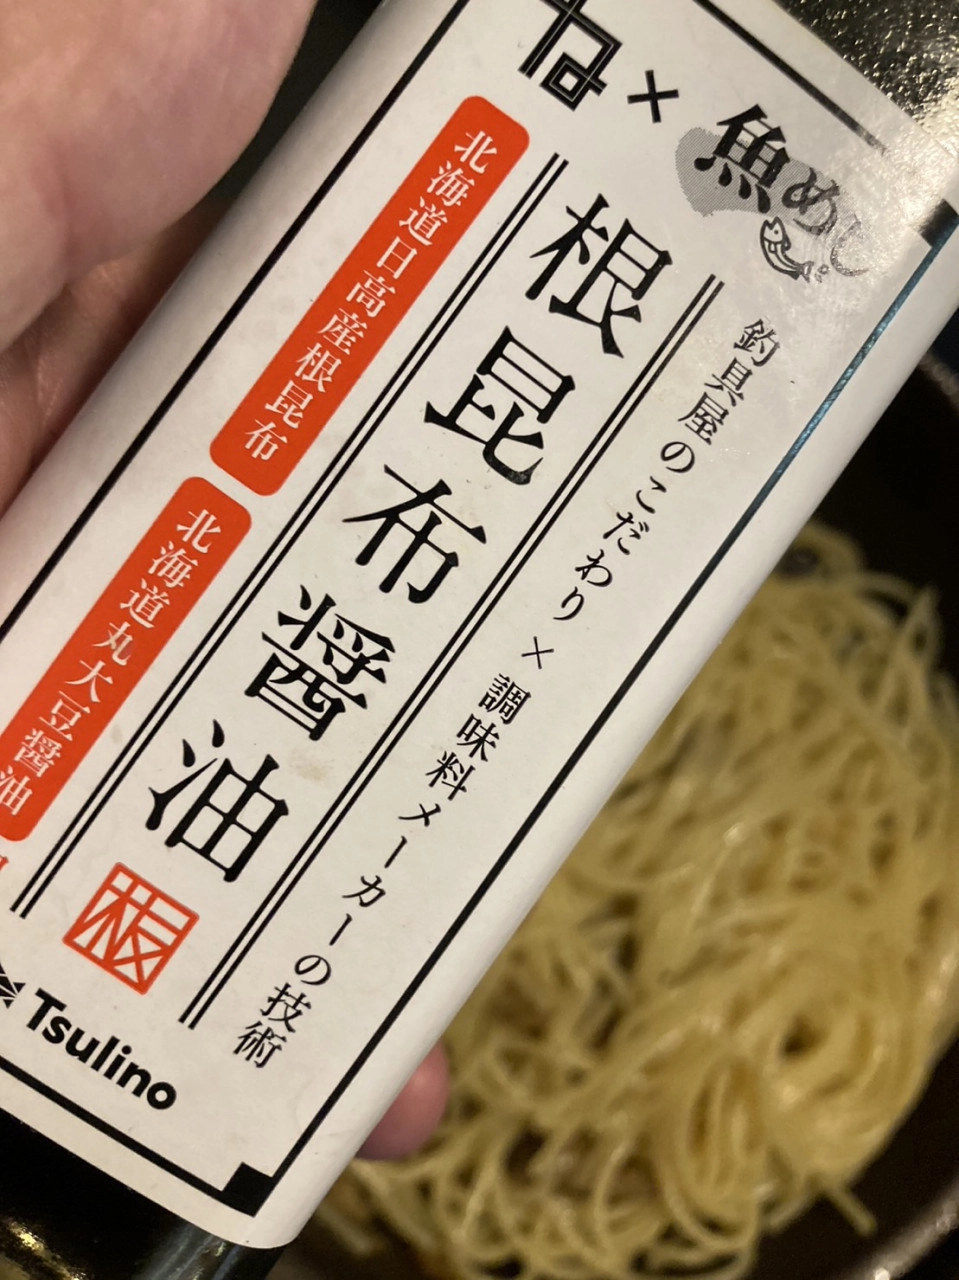 ×
魚めし
釣具屋のこだわり×調味料メーカーの技術
根昆布醤油
北海道日高産根昆布
北海道丸大豆醤油
Tsulino